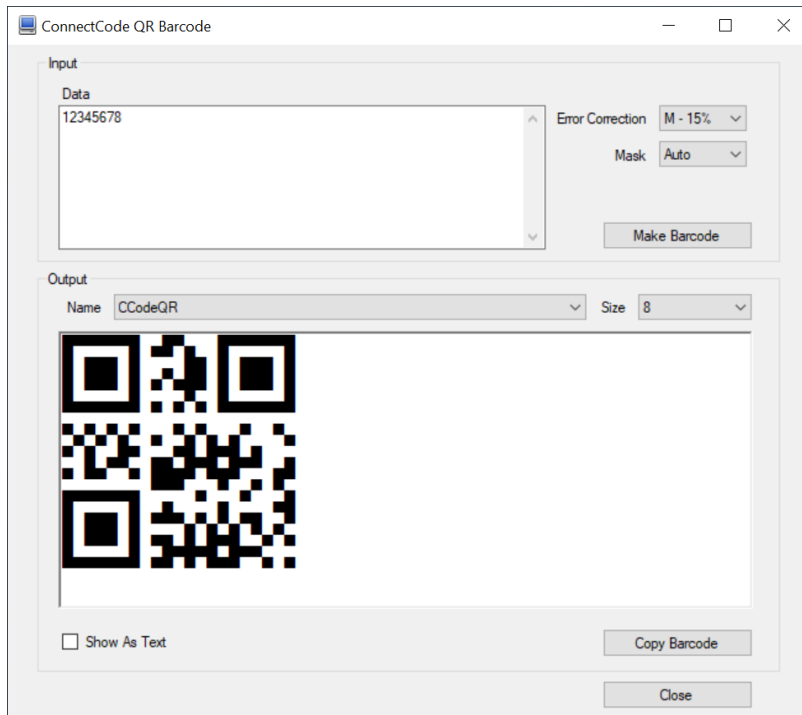 ConnectCode QR Barcode
Input
Data
12345678
Error Correction M - 15%
Mask Auto
Make Barcode
Output
Name CCodeQR Size 8
Show As Text
Copy Barcode
Close